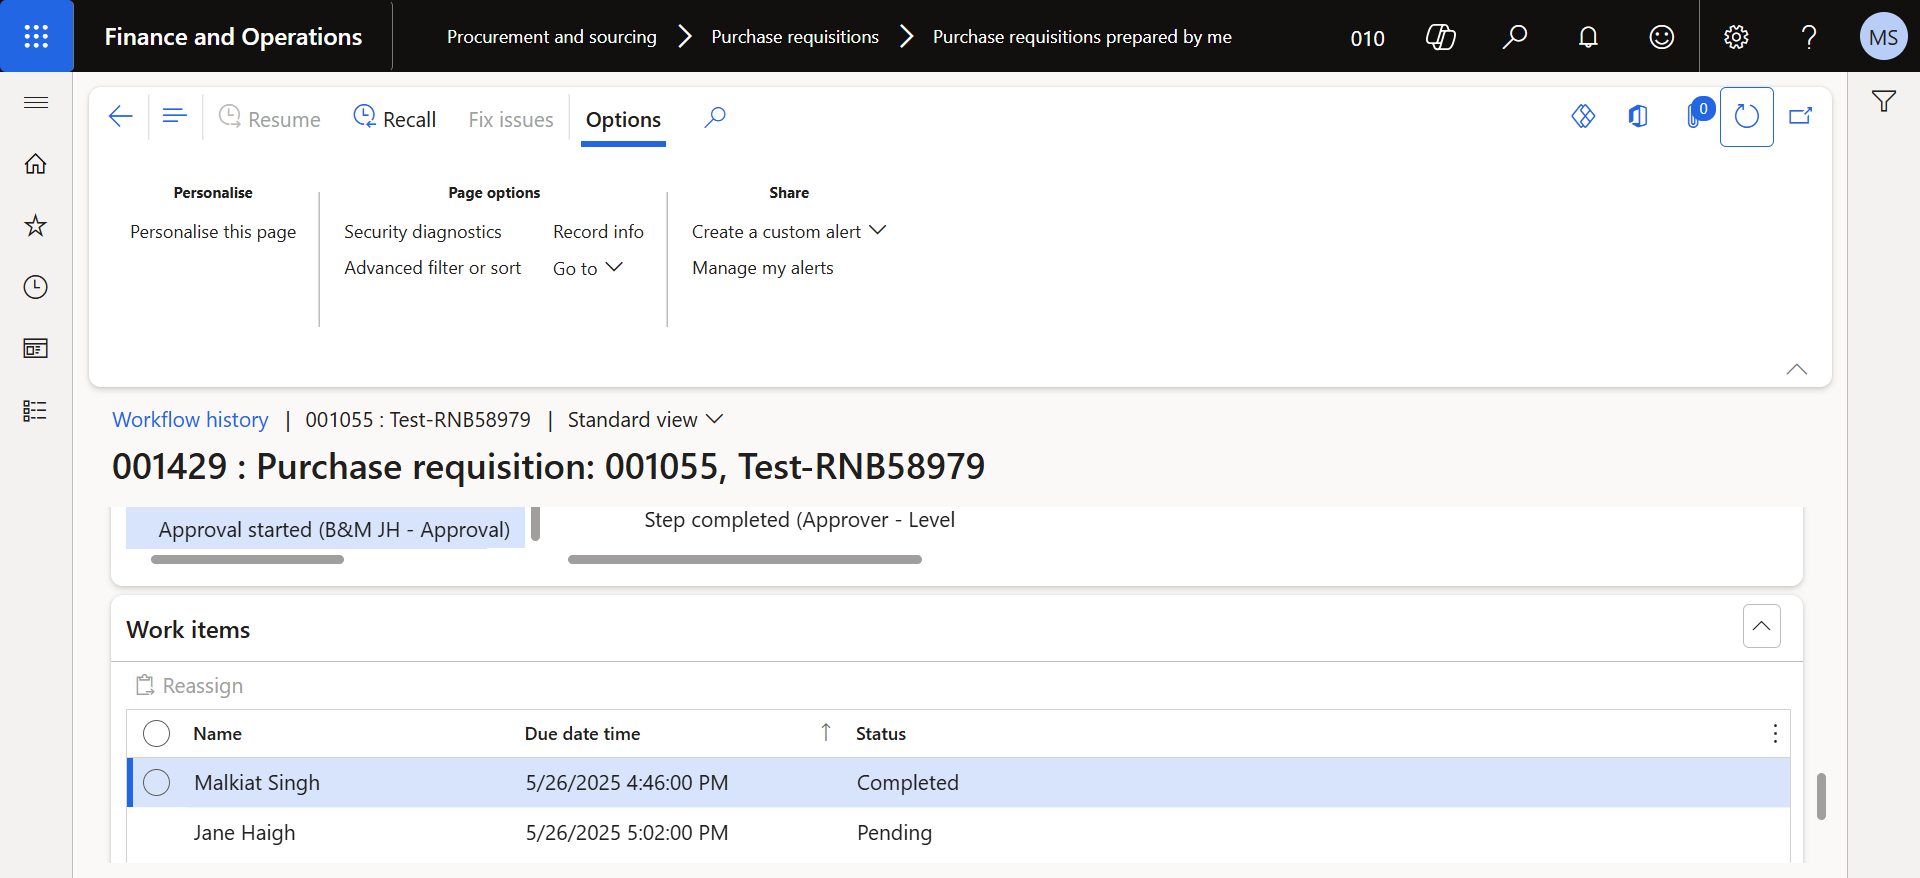 Finance and Operations
Procurement and sourcing
Purchase requisitions
Purchase requisitions prepared by me
010
MS
Resume
Recall
Fix issues
Options
0
Personalise
Page options
Share
Personalise this page
Security diagnostics
Record info
Create a custom alert
Advanced filter or sort
Go to
Manage my alerts
Workflow history | 001055 : Test-RNB58979 | Standard view
001429 : Purchase requisition: 001055, Test-RNB58979
Approval started (B&M JH - Approval)
Step completed (Approver - Level
Work items
Reassign
Name
Due date time
Status
Malkiat Singh
5/26/2025 4:46:00 PM
Completed
Jane Haigh
5/26/2025 5:02:00 PM
Pending